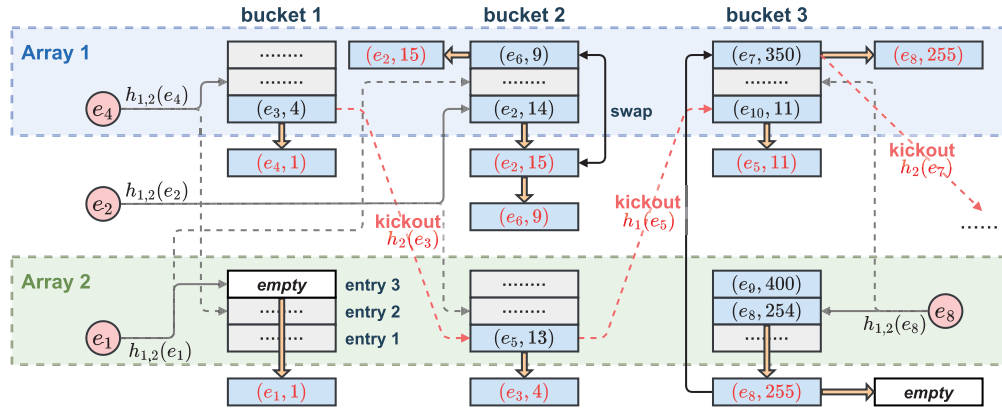 bucket 1 bucket 2 bucket 3
Array 1
········ (e₂, 15) (e₆, 9) (e₇, 350) (e₈, 255)
e₄ h₁,₂(e₄) ········ ········ ········
(e₃, 4) (e₂, 14) swap (e₁₀, 11)
(e₄, 1) (e₂, 15) (e₅, 11) kickout
h₂(e₇)
e₂ h₁,₂(e₂) (e₆, 9) kickout kickout
h₂(e₃) h₁(e₅) ······
Array 2
empty entry 3 ········ (e₉, 400)
········ entry 2 ········ (e₈, 254) e₈
e₁ h₁,₂(e₁) ········ entry 1 (e₅, 13) ········ h₁,₂(e₈)
(e₁, 1) (e₃, 4) (e₈, 255) empty